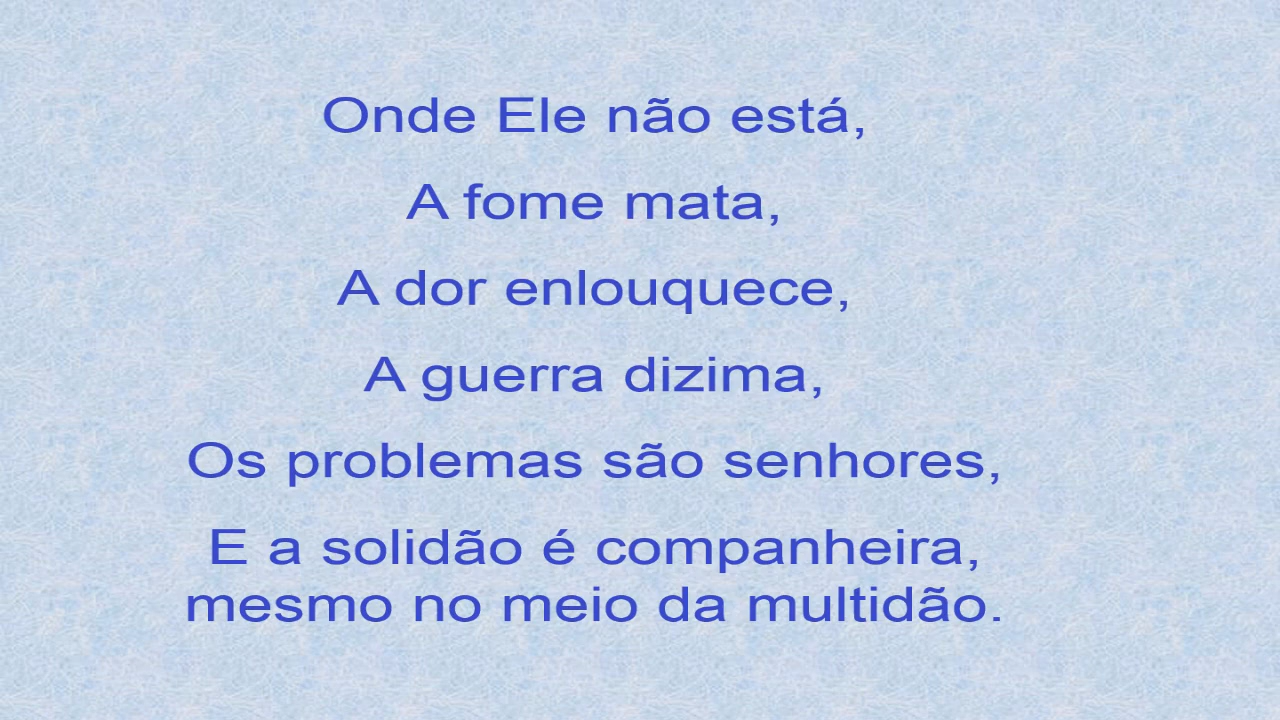 Onde Ele não está,
A fome mata,
A dor enlouquece,
A guerra dizima,
Os problemas são senhores,
E a solidão é companheira,
mesmo no meio da multidão.